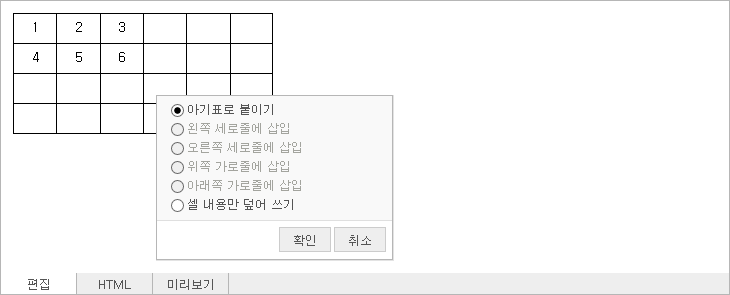 1 2 3
4 5 6
아기표로 붙이기
왼쪽 세로줄에 삽입
오른쪽 세로줄에 삽입
위쪽 가로줄에 삽입
아래쪽 가로줄에 삽입
셀 내용만 덮어 쓰기
확인 취소
편집 HTML 미리보기